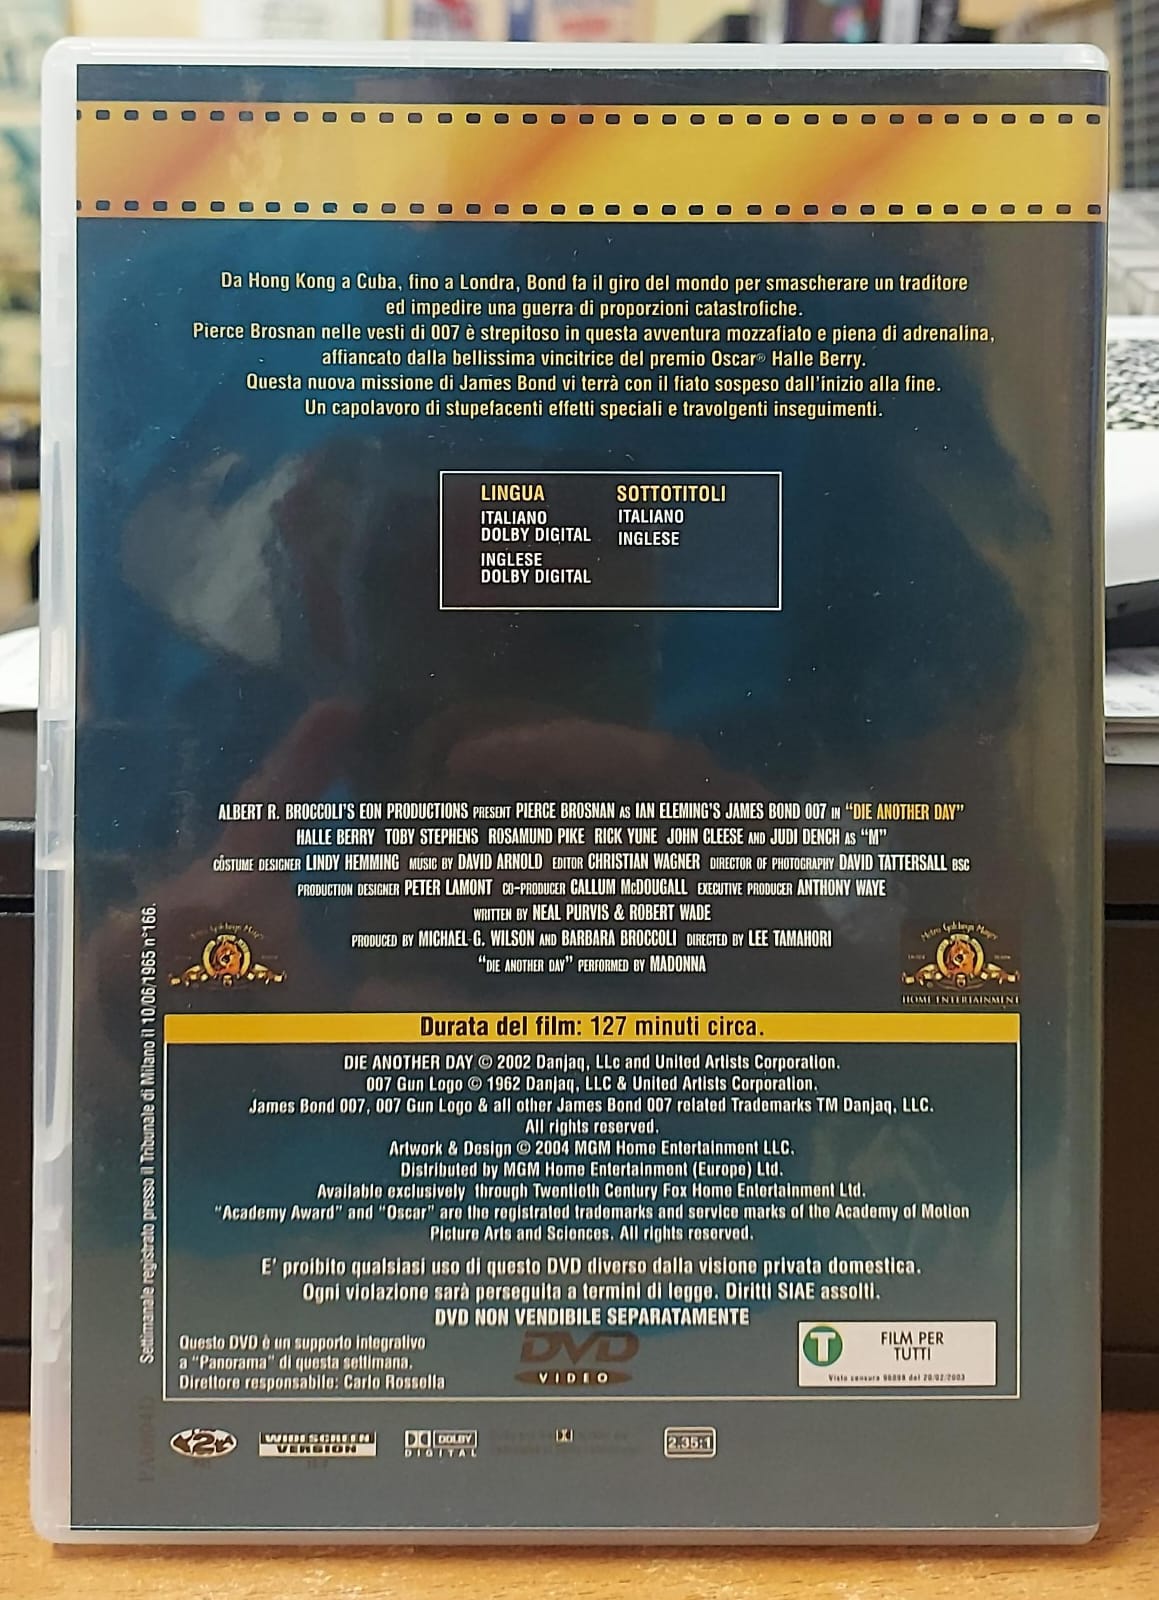 Da Hong Kong a Cuba, fino a Londra, Bond fa il giro del mondo per smascherare un traditore
ed impedire una guerra di proporzioni catastrofiche.
Pierce Brosnan nelle vesti di 007 è strepitoso in questa avventura mozzafiato e piena di adrenalina,
affiancato dalla bellissima vincitrice del premio Oscar® Halle Berry.
Questa nuova missione di James Bond vi terrà con il fiato sospeso dall'inizio alla fine.
Un capolavoro di stupefacenti effetti speciali e travolgenti inseguimenti.
LINGUA
ITALIANO
DOLBY DIGITAL
INGLESE
DOLBY DIGITAL
SOTTOTITOLI
ITALIANO
INGLESE
ALBERT R. BROCCOLI'S EON PRODUCTIONS PRESENT PIERCE BROSNAN AS IAN FLEMING'S JAMES BOND 007 IN "DIE ANOTHER DAY"
HALLE BERRY TOBY STEPHENS ROSAMUND PIKE RICK YUNE JOHN CLEESE AND JUDI DENCH AS "M"
COSTUME DESIGNER LINDY HEMMING MUSIC BY DAVID ARNOLD EDITOR CHRISTIAN WAGNER DIRECTOR OF PHOTOGRAPHY DAVID TATTERSALL BSC
PRODUCTION DESIGNER PETER LAMONT CO-PRODUCER CALLUM McDOUGALL EXECUTIVE PRODUCER ANTHONY WAYE
WRITTEN BY NEAL PURVIS & ROBERT WADE
PRODUCED BY MICHAEL G. WILSON AND BARBARA BROCCOLI DIRECTED BY LEE TAMAHORI
"DIE ANOTHER DAY" PERFORMED BY MADONNA
Metro Goldwyn Mayer
HOME ENTERTAINMENT
Settimanale registrato presso il Tribunale di Milano il 10/06/1965 n°166.
Durata del film: 127 minuti circa.
DIE ANOTHER DAY © 2002 Danjaq, LLc and United Artists Corporation.
007 Gun Logo © 1962 Danjaq, LLC & United Artists Corporation.
James Bond 007, 007 Gun Logo & all other James Bond 007 related Trademarks TM Danjaq, LLC.
All rights reserved.
Artwork & Design © 2004 MGM Home Entertainment LLC.
Distributed by MGM Home Entertainment (Europe) Ltd.
Available exclusively through Twentieth Century Fox Home Entertainment Ltd.
"Academy Award" and "Oscar" are the registrated trademarks and service marks of the Academy of Motion
Picture Arts and Sciences. All rights reserved.
E' proibito qualsiasi uso di questo DVD diverso dalla visione privata domestica.
Ogni violazione sarà perseguita a termini di legge. Diritti SIAE assolti.
DVD NON VENDIBILE SEPARATAMENTE
Questo DVD è un supporto integrativo
a "Panorama" di questa settimana.
Direttore responsabile: Carlo Rossella
DVD
VIDEO
T
FILM PER
TUTTI
Visto censura 96898 del 20/02/2003
2
WIDESCREEN
VERSION
DOLBY
DIGITAL
2.35:1